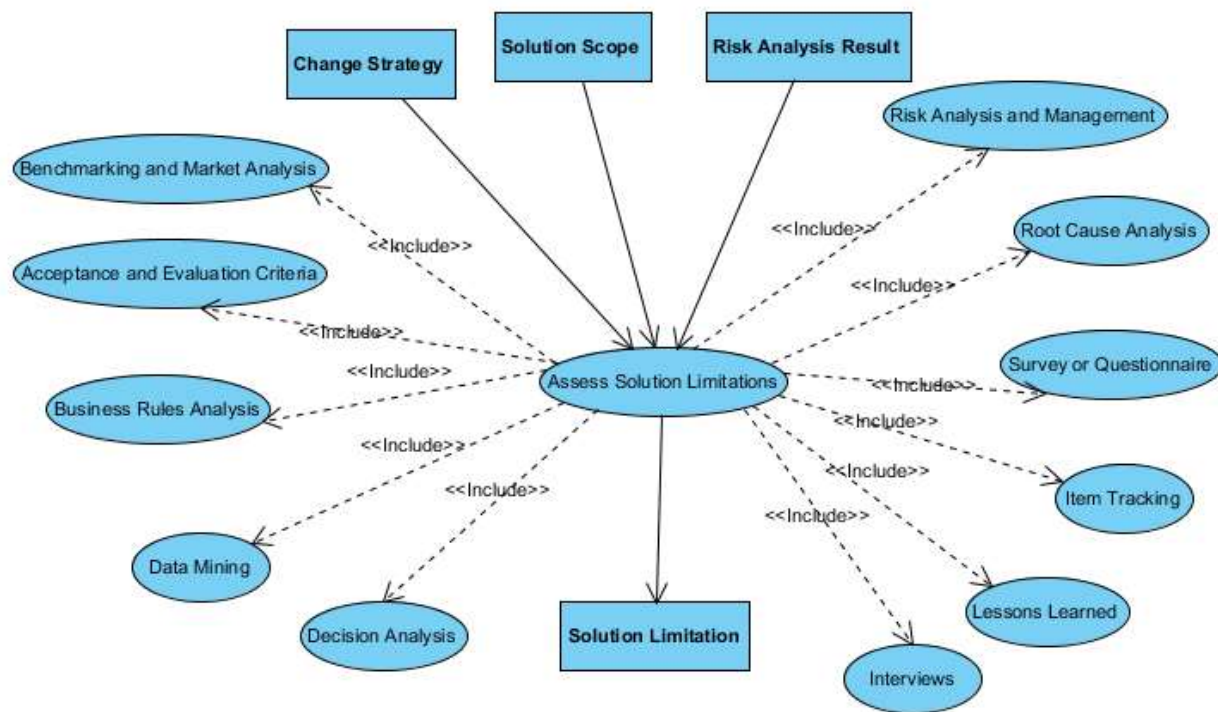 Change Strategy
Solution Scope
Risk Analysis Result
Risk Analysis and Management
Benchmarking and Market Analysis
Root Cause Analysis
<<Include>>
<<Include>>
Acceptance and Evaluation Criteria
<<Include>>
<<Include>>
Survey or Questionnaire
<<Include>>
Assess Solution Limitations
<<Include>>
Business Rules Analysis
<<Include>>
<<Include>>
<<Include>>
<<Include>>
Item Tracking
<<Include>>
Data Mining
Lessons Learned
Decision Analysis
Solution Limitation
Interviews